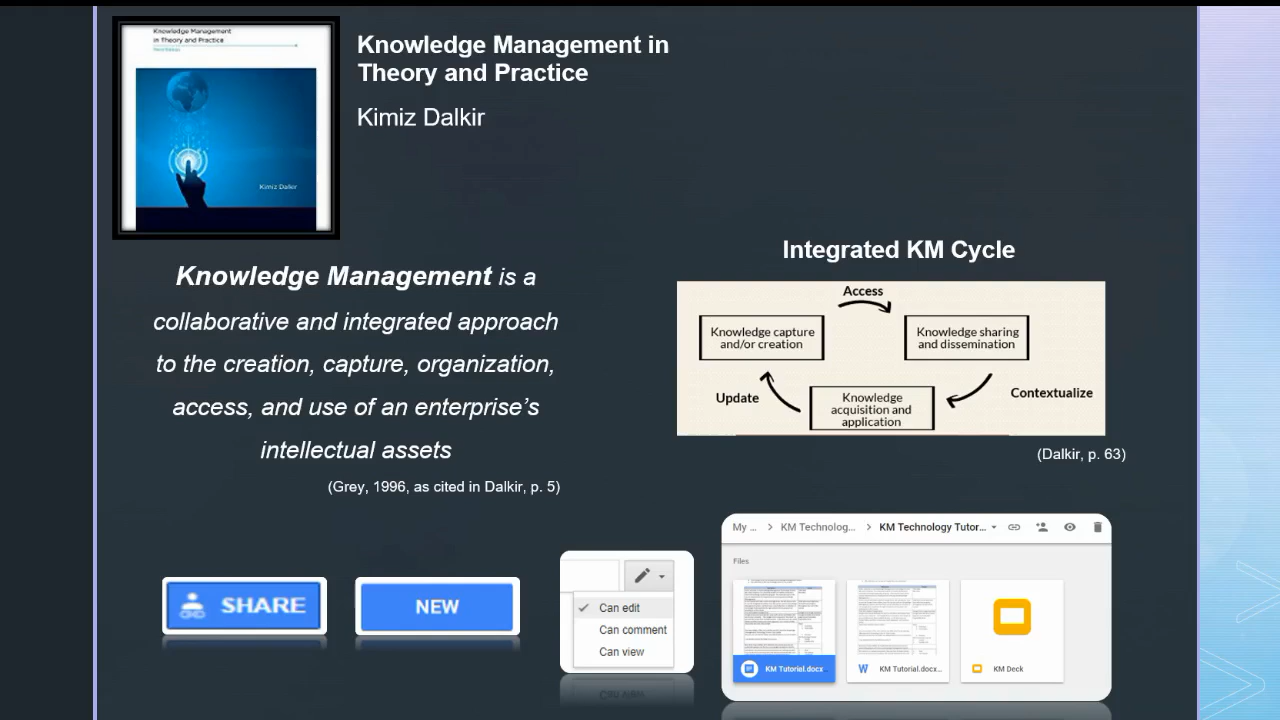 Knowledge Management
in Theory and Practice
Kimiz Dalkir
Knowledge Management in
Theory and Practice
Kimiz Dalkir
Knowledge Management is a
collaborative and integrated approach
to the creation, capture, organization,
access, and use of an enterprise’s
intellectual assets
(Grey, 1996, as cited in Dalkir, p. 5)
Integrated KM Cycle
Access
Knowledge capture
and/or creation
Knowledge sharing
and dissemination
Update
Contextualize
Knowledge
acquisition and
application
(Dalkir, p. 63)
SHARE
NEW
Can edit
Can comment
Can view
My ... > KM Technolog... > KM Technology Tutor...
Files
KM Tutorial.docx
W KM Tutorial.docx...
KM Deck